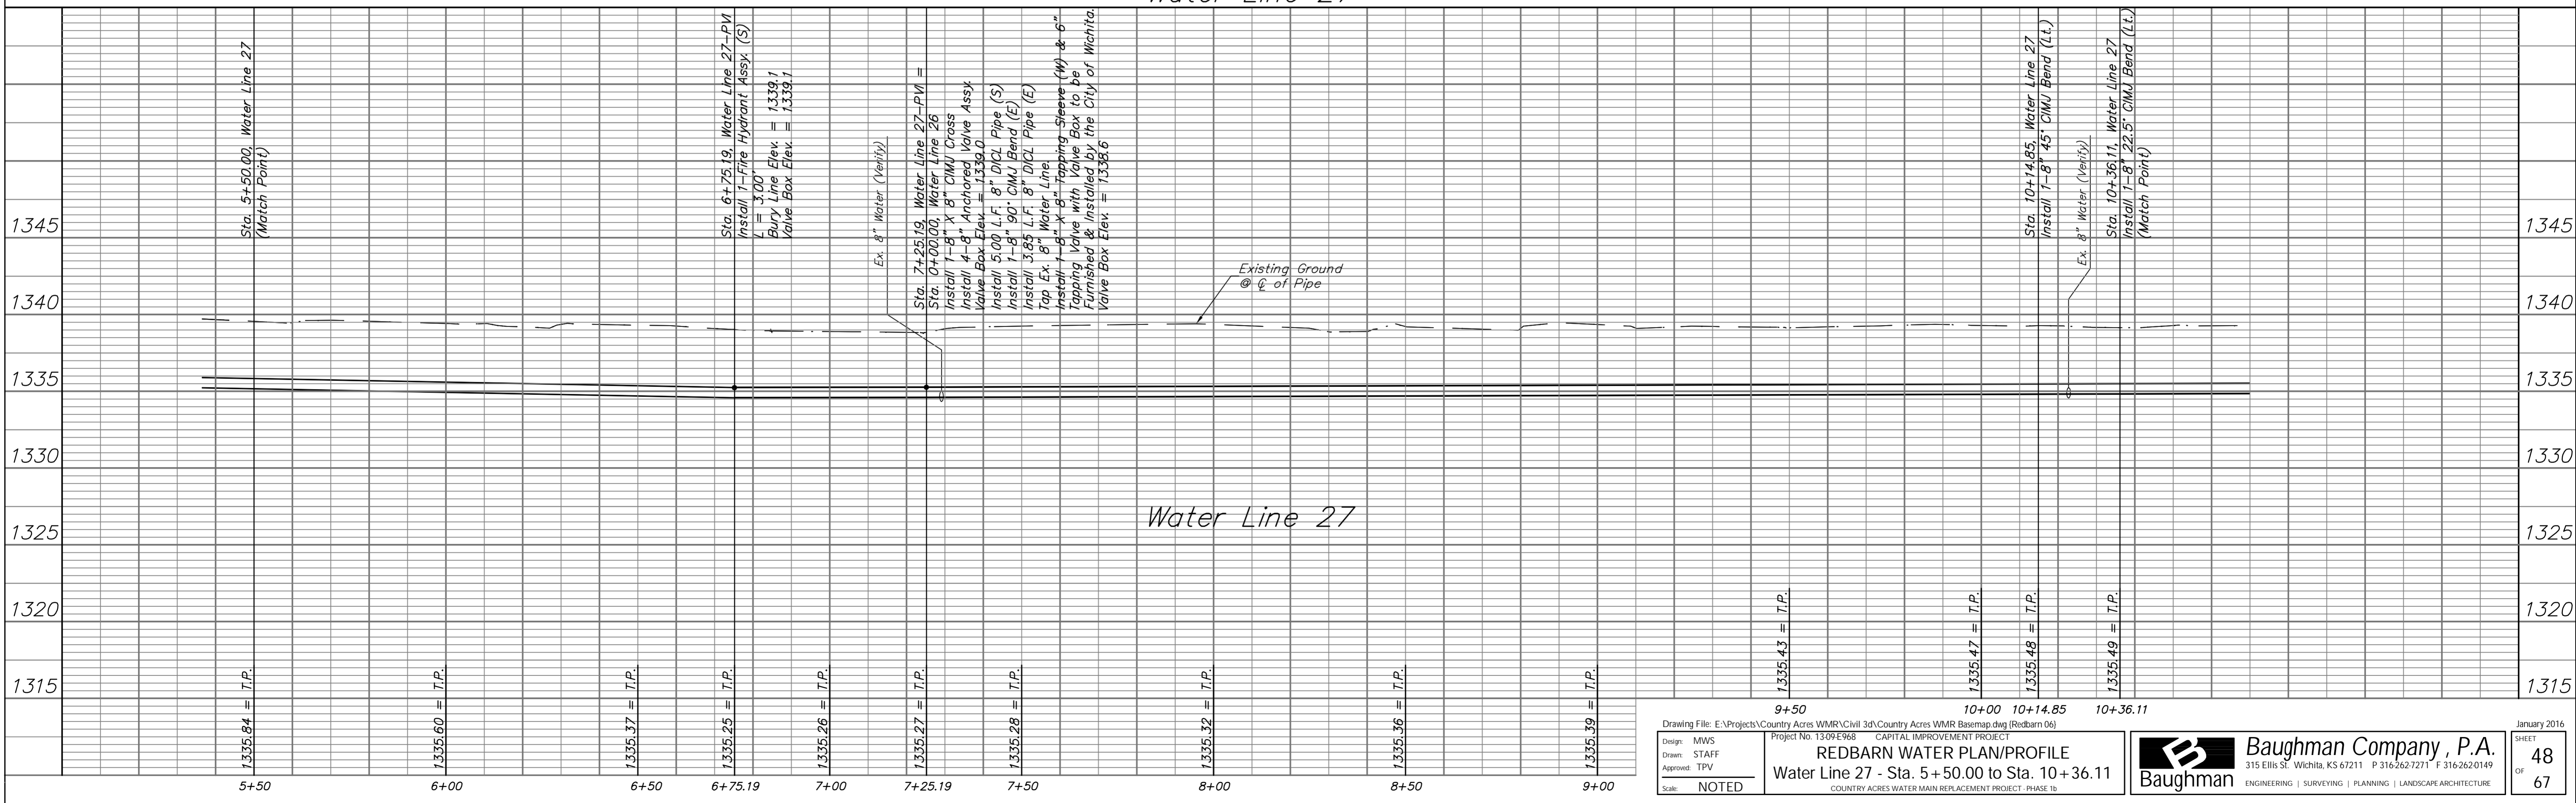 Sta. 5+50.00, Water Line 27
(Match Point)
Sta. 6+75.19, Water Line 27-PVI
Install 1-Fire Hydrant Assy. (S)
L = 3.00'
Bury Line Elev. = 1339.1
Valve Box Elev. = 1339.1
Ex. 8" Water (Verify)
Sta. 7+25.19, Water Line 27-PVI =
Sta. 0+00.00, Water Line 26
Install 1-8" X 8" CIMJ Cross
Install 4-8" Anchored Valve Assy.
Valve Box Elev. = 1339.0
Install 5.00 L.F. 8" DICL Pipe (S)
Install 1-8" 90° CIMJ Bend (E)
Install 3.85 L.F. 8" DICL Pipe (E)
Tap Ex. 8" Water Line.
Install 1-8" X 8" Tapping Sleeve (W) & 6"
Tapping Valve with Valve Box to be
Furnished & Installed by the City of Wichita.
Valve Box Elev. = 1338.6
Existing Ground
@ ℄ of Pipe
Sta. 10+14.85, Water Line 27
Install 1-8" 45° CIMJ Bend (Lt.)
Ex. 8" Water (Verify)
Sta. 10+36.11, Water Line 27
Install 1-8" 22.5° CIMJ Bend (Lt.)
(Match Point)
1345 1345
1340 1340
1335 1335
1330 1330
1325 1325
1320 1320
1315 1315
Water Line 27
1335.84 = T.P.
1335.60 = T.P.
1335.37 = T.P.
1335.25 = T.P.
1335.26 = T.P.
1335.27 = T.P.
1335.28 = T.P.
1335.32 = T.P.
1335.36 = T.P.
1335.39 = T.P.
1335.43 = T.P.
1335.47 = T.P.
1335.48 = T.P.
1335.49 = T.P.
5+50 6+00 6+50 6+75.19 7+00 7+25.19 7+50 8+00 8+50 9+00
9+50 10+00 10+14.85 10+36.11
Drawing File: E:\Projects\Country Acres WMR\Civil 3d\Country Acres WMR Basemap.dwg (Redbarn 06)
Design: MWS
Drawn: STAFF
Approved: TPV
Scale: NOTED
Project No. 13-09-E968 CAPITAL IMPROVEMENT PROJECT
REDBARN WATER PLAN/PROFILE
Water Line 27 - Sta. 5+50.00 to Sta. 10+36.11
COUNTRY ACRES WATER MAIN REPLACEMENT PROJECT - PHASE 1b
Baughman
Baughman Company, P.A.
315 Ellis St. Wichita, KS 67211 P 316-262-7271 F 316-262-0149
ENGINEERING | SURVEYING | PLANNING | LANDSCAPE ARCHITECTURE
January 2016
SHEET
48
OF
67